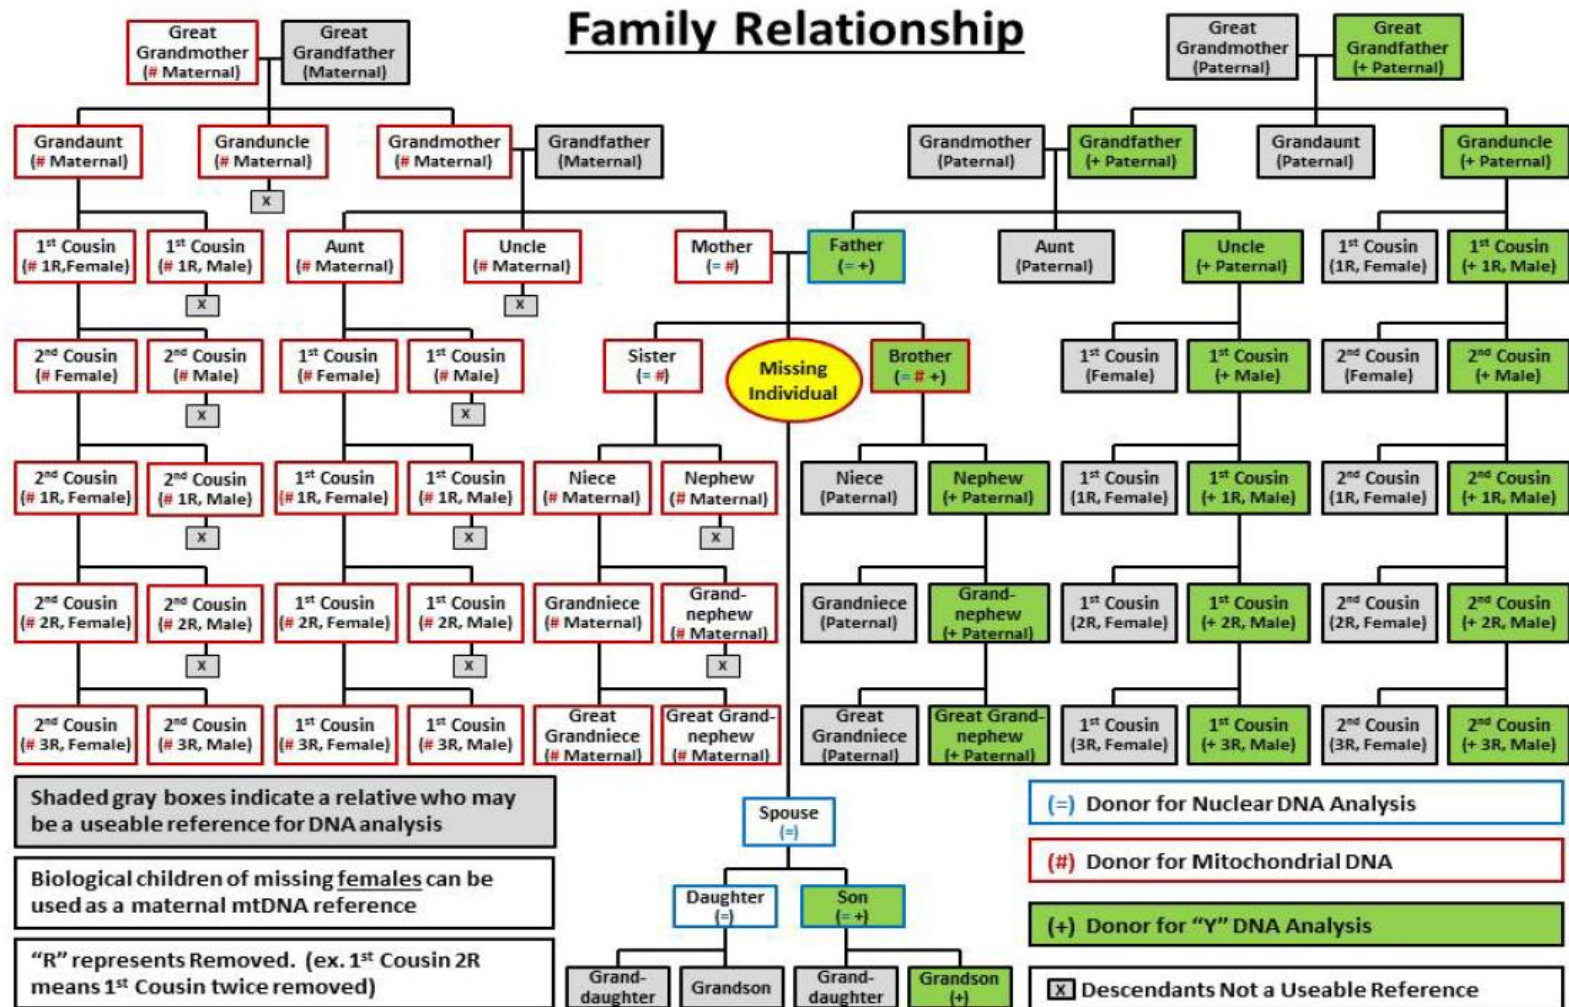 Family Relationship
Great
Grandmother
(# Maternal)
Great
Grandfather
(Maternal)
Great
Grandmother
(Paternal)
Great
Grandfather
(+ Paternal)
Grandaunt
(# Maternal)
Granduncle
(# Maternal)
Grandmother
(# Maternal)
Grandfather
(Maternal)
Grandmother
(Paternal)
Grandfather
(+ Paternal)
Grandaunt
(Paternal)
Granduncle
(+ Paternal)
X
1st Cousin
(# 1R,Female)
1st Cousin
(# 1R, Male)
Aunt
(# Maternal)
Uncle
(# Maternal)
Mother
(= #)
Father
(= +)
Aunt
(Paternal)
Uncle
(+ Paternal)
1st Cousin
(1R, Female)
1st Cousin
(+ 1R, Male)
X
X
2nd Cousin
(# Female)
2nd Cousin
(# Male)
1st Cousin
(# Female)
1st Cousin
(# Male)
Sister
(= #)
Missing
Individual
Brother
(= # +)
1st Cousin
(Female)
1st Cousin
(+ Male)
2nd Cousin
(Female)
2nd Cousin
(+ Male)
X
X
2nd Cousin
(# 1R, Female)
2nd Cousin
(# 1R, Male)
1st Cousin
(# 1R, Female)
1st Cousin
(# 1R, Male)
Niece
(# Maternal)
Nephew
(# Maternal)
Niece
(Paternal)
Nephew
(+ Paternal)
1st Cousin
(1R, Female)
1st Cousin
(+ 1R, Male)
2nd Cousin
(1R, Female)
2nd Cousin
(+ 1R, Male)
X
X
X
2nd Cousin
(# 2R, Female)
2nd Cousin
(# 2R, Male)
1st Cousin
(# 2R, Female)
1st Cousin
(# 2R, Male)
Grandniece
(# Maternal)
Grand-
nephew
(# Maternal)
Grandniece
(Paternal)
Grand-
nephew
(+ Paternal)
1st Cousin
(2R, Female)
1st Cousin
(+ 2R, Male)
2nd Cousin
(2R, Female)
2nd Cousin
(+ 2R, Male)
X
X
X
2nd Cousin
(# 3R, Female)
2nd Cousin
(# 3R, Male)
1st Cousin
(# 3R, Female)
1st Cousin
(# 3R, Male)
Great
Grandniece
(# Maternal)
Great Grand-
nephew
(# Maternal)
Great
Grandniece
(Paternal)
Great Grand-
nephew
(+ Paternal)
1st Cousin
(3R, Female)
1st Cousin
(+ 3R, Male)
2nd Cousin
(3R, Female)
2nd Cousin
(+ 3R, Male)
Shaded gray boxes indicate a relative who may
be a useable reference for DNA analysis
Biological children of missing females can be
used as a maternal mtDNA reference
"R" represents Removed. (ex. 1st Cousin 2R
means 1st Cousin twice removed)
Spouse
(=)
Daughter
(=)
Son
(= +)
Grand-
daughter
Grandson
Grand-
daughter
Grandson
(+)
(=) Donor for Nuclear DNA Analysis
(#) Donor for Mitochondrial DNA
(+) Donor for "Y" DNA Analysis
X Descendants Not a Useable Reference